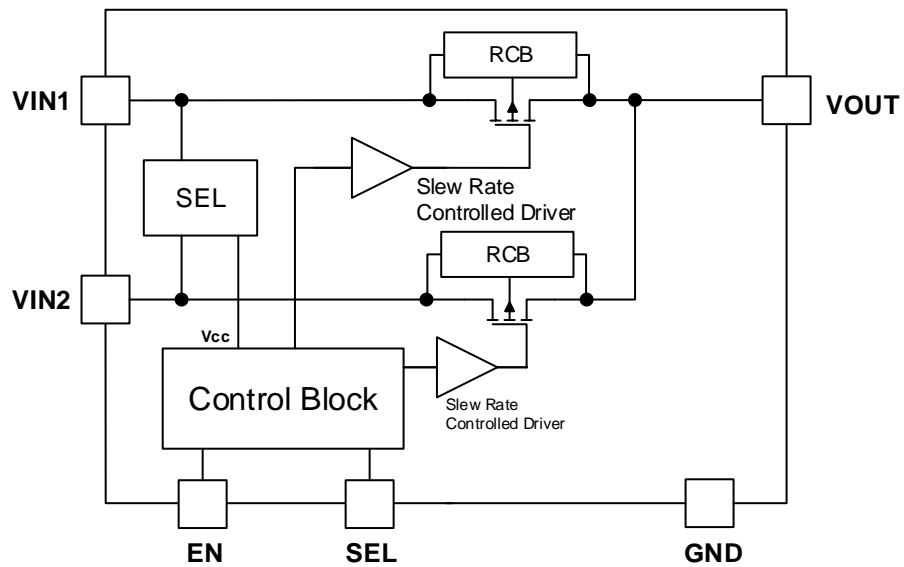 RCB
VIN1
VOUT
SEL
Slew Rate
Controlled Driver
RCB
VIN2
Vcc
Control Block
Slew Rate
Controlled Driver
EN
SEL
GND